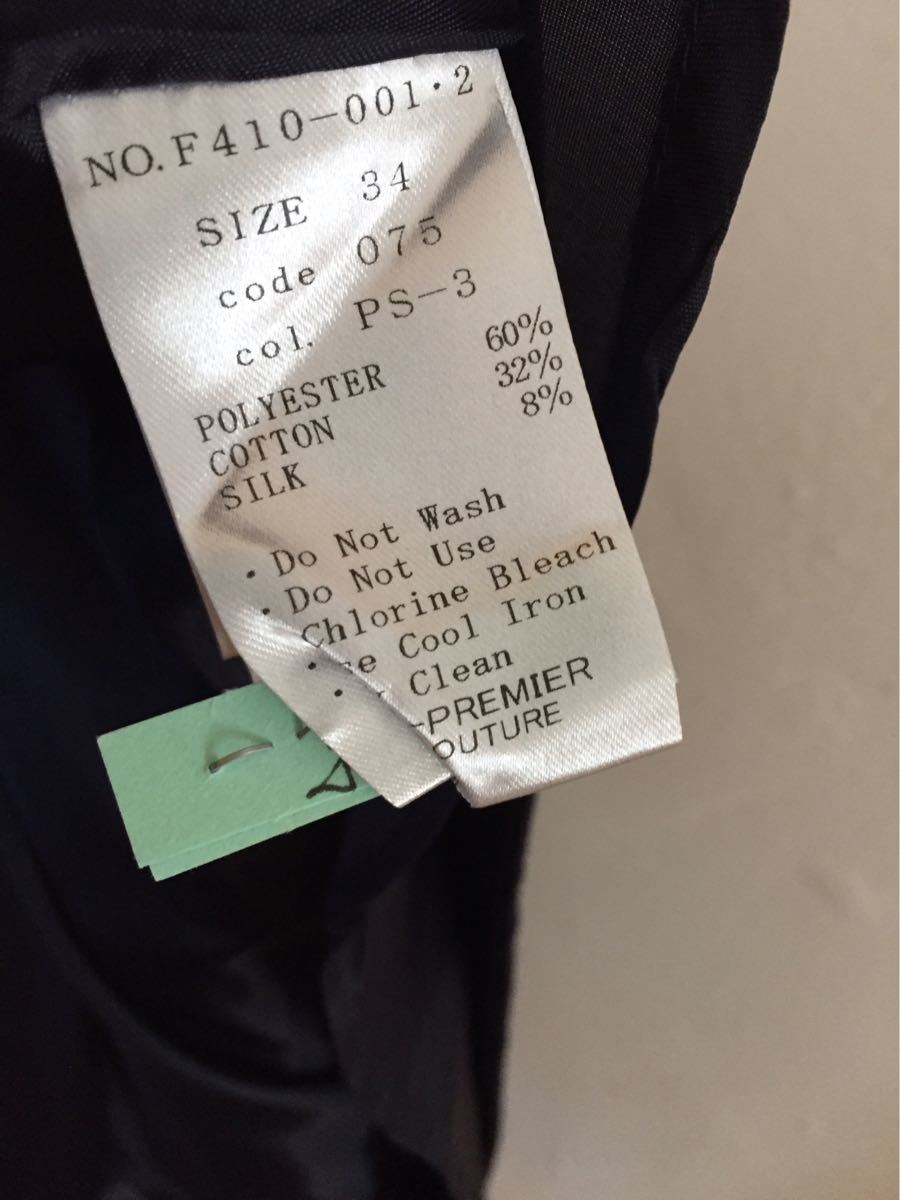 NO.F410-001・2
SIZE 34
code 075
col. PS-3
POLYESTER 60%
COTTON 32%
SILK 8%
・Do Not Wash
・Do Not Use
Chlorine Bleach
・ Cool Iron
・ Clean
-PREMIER